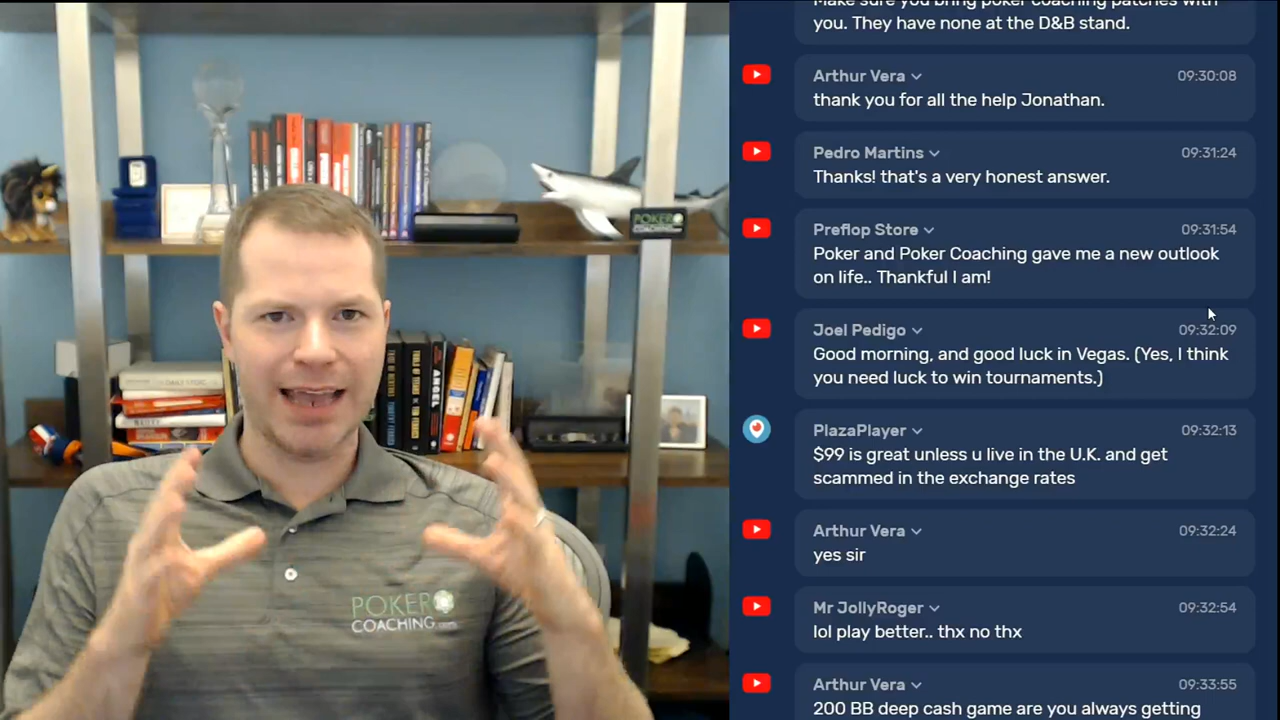 POKER
COACHING.com
DAILY STOIC
ANGEL
POKER
COACHING.com
Make sure you bring poker coaching patches with
you. They have none at the D&B stand.
Arthur Vera
09:30:08
thank you for all the help Jonathan.
Pedro Martins
09:31:24
Thanks! that's a very honest answer.
Preflop Store
09:31:54
Poker and Poker Coaching gave me a new outlook
on life.. Thankful I am!
Joel Pedigo
09:32:09
Good morning, and good luck in Vegas. (Yes, I think
you need luck to win tournaments.)
PlazaPlayer
09:32:13
$99 is great unless u live in the U.K. and get
scammed in the exchange rates
Arthur Vera
09:32:24
yes sir
Mr JollyRoger
09:32:54
lol play better.. thx no thx
Arthur Vera
09:33:55
200 BB deep cash game are you always getting